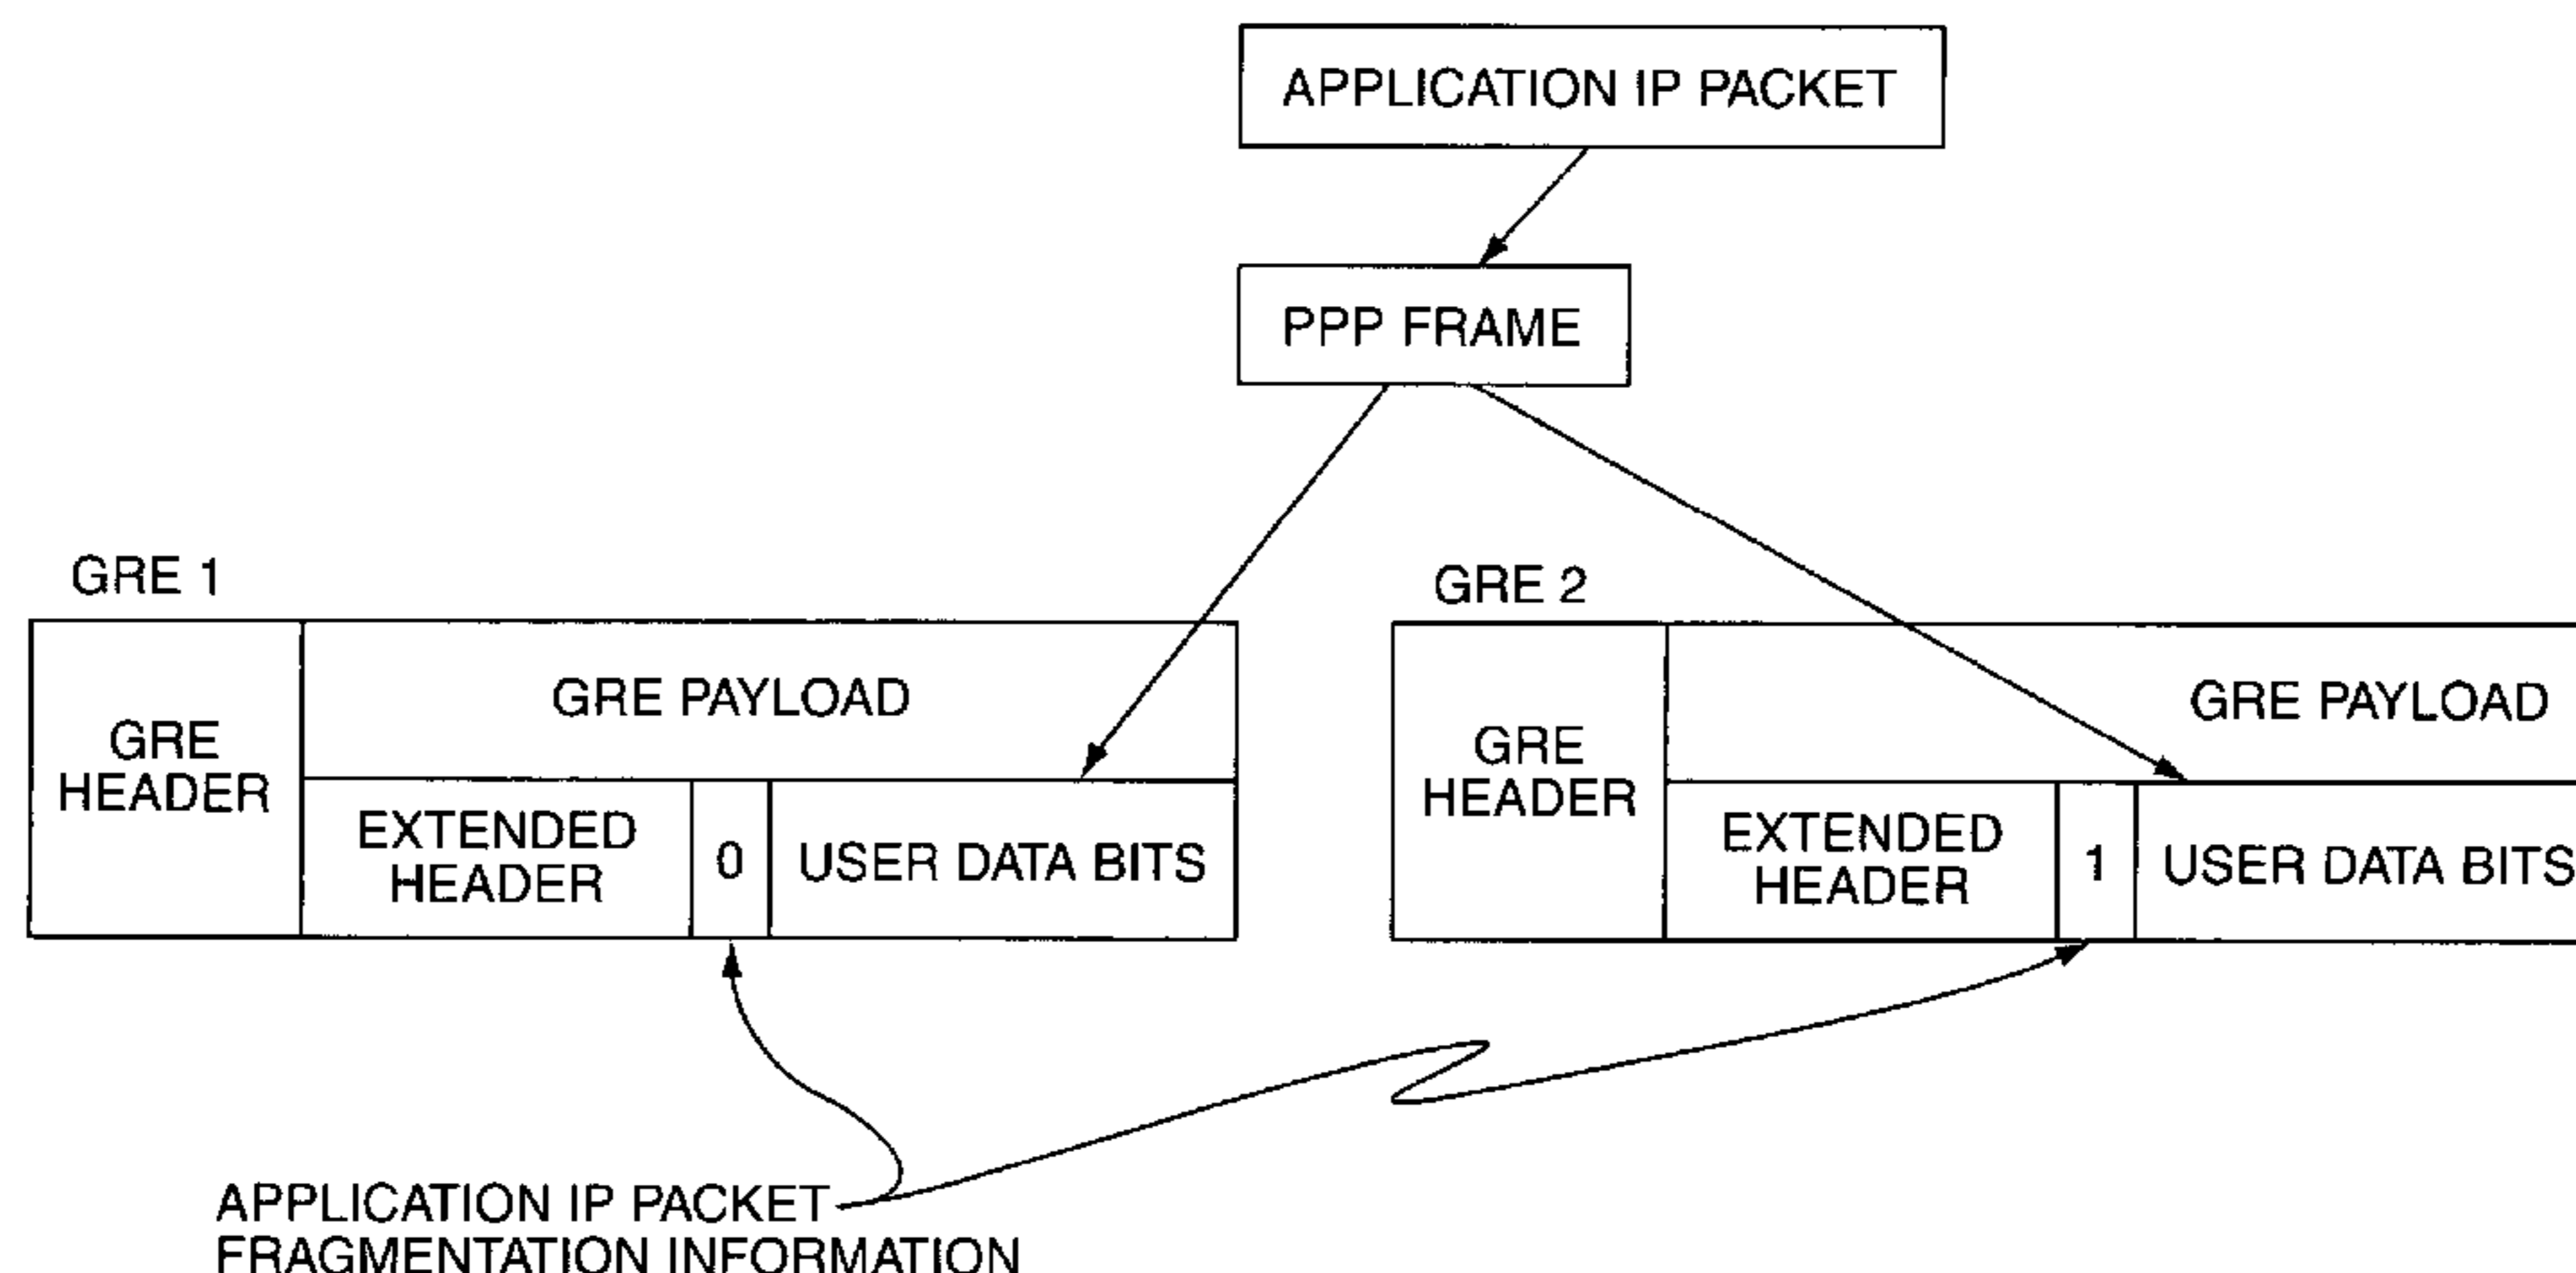 APPLICATION IP PACKET
PPP FRAME
GRE 1
GRE 2
GRE
HEADER
GRE PAYLOAD
EXTENDED
HEADER
0
USER DATA BITS
GRE
HEADER
GRE PAYLOAD
EXTENDED
HEADER
1
USER DATA BITS
APPLICATION IP PACKET
FRAGMENTATION INFORMATION